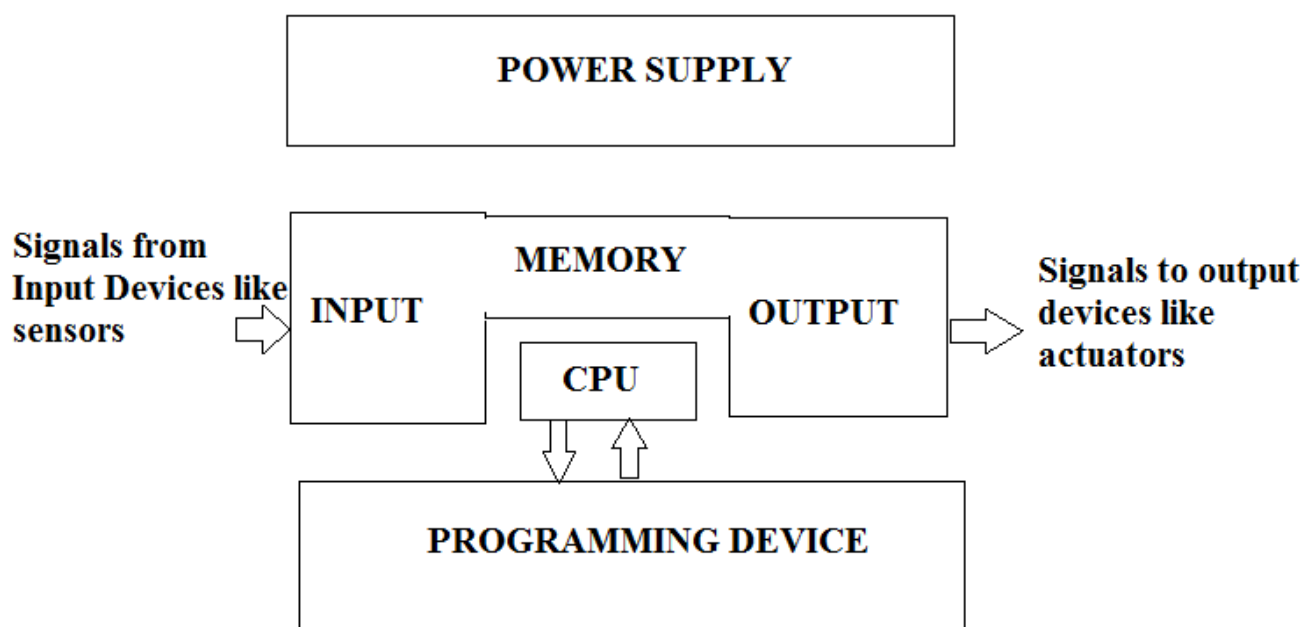 POWER SUPPLY
Signals from
Input Devices like
sensors
INPUT
MEMORY
CPU
OUTPUT
Signals to output
devices like
actuators
PROGRAMMING DEVICE